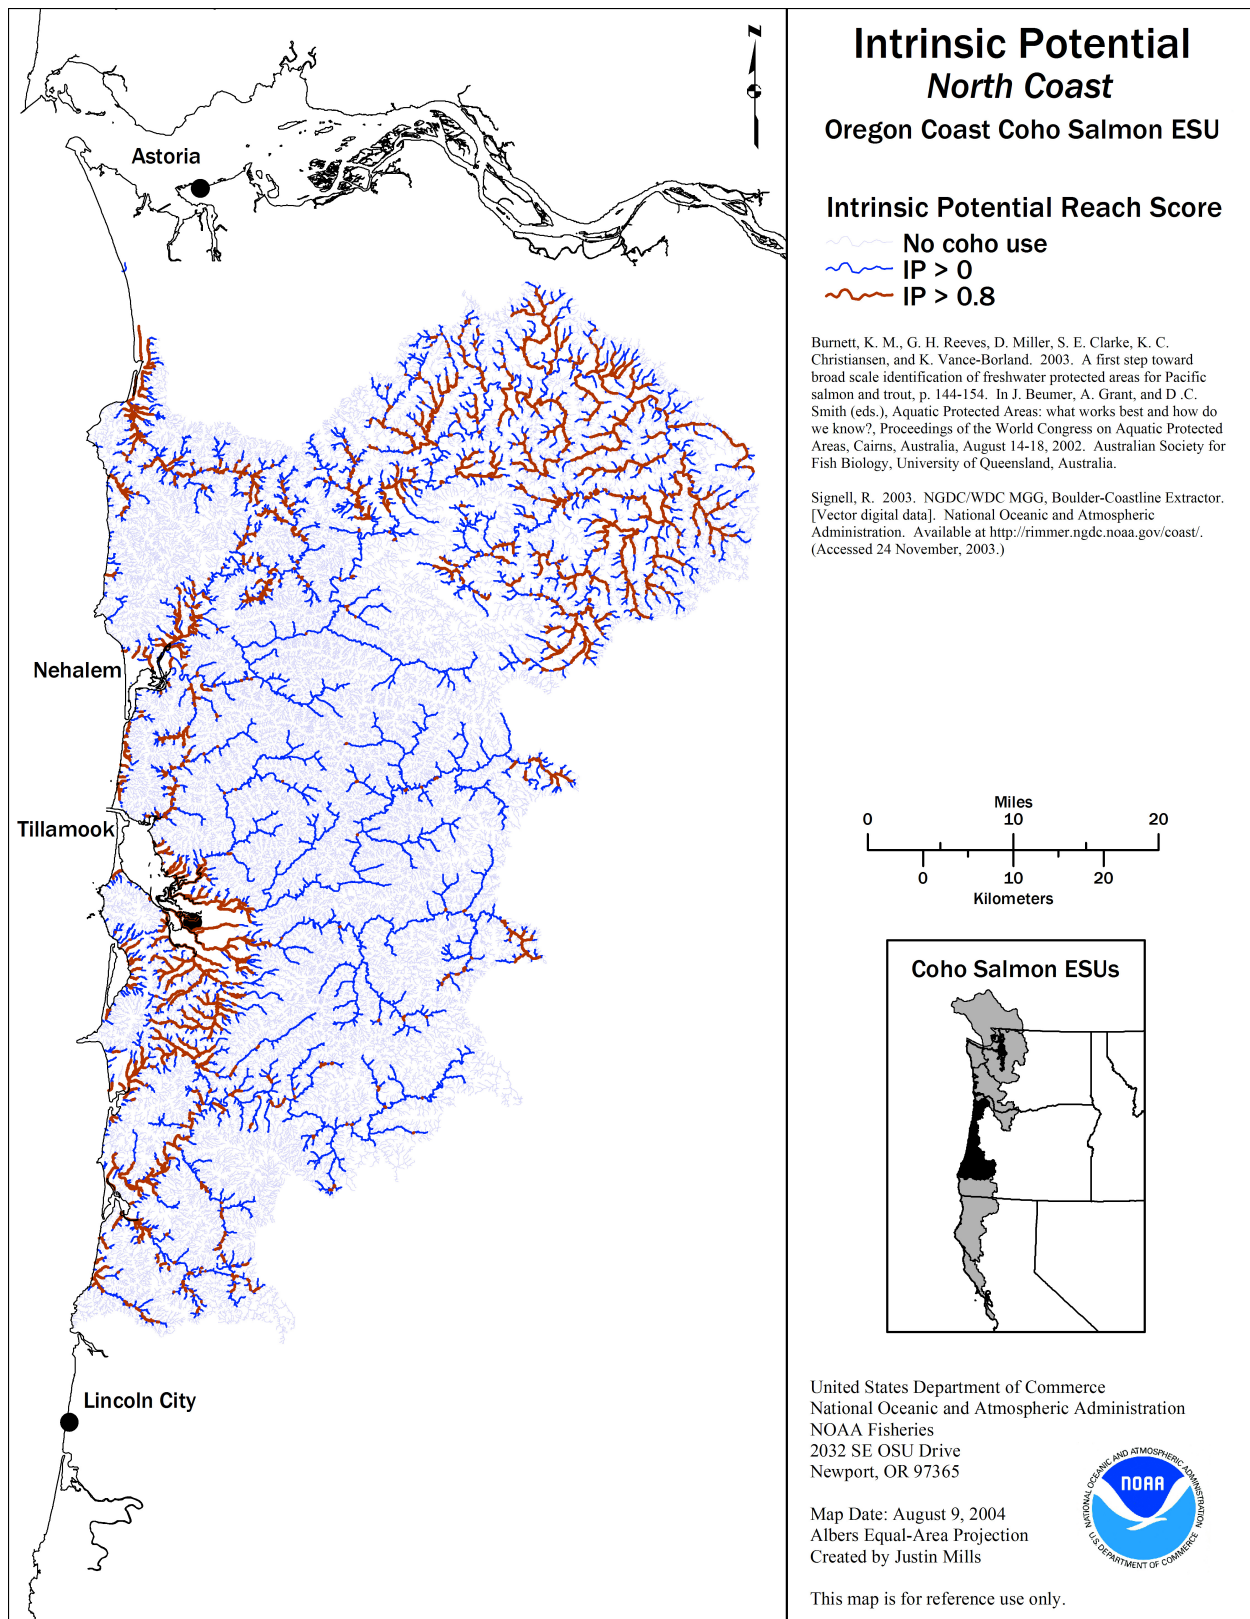 Intrinsic Potential
North Coast
Oregon Coast Coho Salmon ESU
Intrinsic Potential Reach Score
No coho use
IP > 0
IP > 0.8
Burnett, K. M., G. H. Reeves, D. Miller, S. E. Clarke, K. C.
Christiansen, and K. Vance-Borland. 2003. A first step toward
broad scale identification of freshwater protected areas for Pacific
salmon and trout, p. 144-154. In J. Beumer, A. Grant, and D .C.
Smith (eds.), Aquatic Protected Areas: what works best and how do
we know?, Proceedings of the World Congress on Aquatic Protected
Areas, Cairns, Australia, August 14-18, 2002. Australian Society for
Fish Biology, University of Queensland, Australia.
Signell, R. 2003. NGDC/WDC MGG, Boulder-Coastline Extractor.
[Vector digital data]. National Oceanic and Atmospheric
Administration. Available at http://rimmer.ngdc.noaa.gov/coast/.
(Accessed 24 November, 2003.)
N
Astoria
Nehalem
Tillamook
Lincoln City
Miles
0 10 20
0 10 20
Kilometers
Coho Salmon ESUs
United States Department of Commerce
National Oceanic and Atmospheric Administration
NOAA Fisheries
2032 SE OSU Drive
Newport, OR 97365
Map Date: August 9, 2004
Albers Equal-Area Projection
Created by Justin Mills
This map is for reference use only.
NATIONAL OCEANIC AND ATMOSPHERIC ADMINISTRATION
NOAA
U.S. DEPARTMENT OF COMMERCE